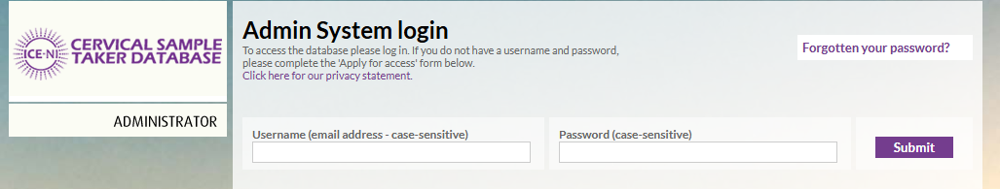 ICE-NI
CERVICAL SAMPLE
TAKER DATABASE
ADMINISTRATOR
Admin System login
To access the database please log in. If you do not have a username and password,
please complete the 'Apply for access' form below.
Click here for our privacy statement.
Forgotten your password?
Username (email address - case-sensitive)
Password (case-sensitive)
Submit